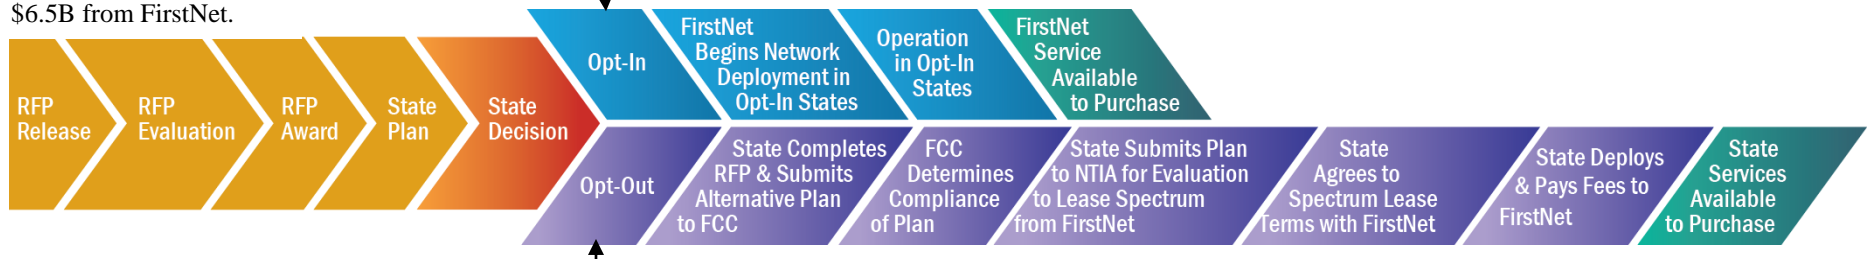 $6.5B from FirstNet.
RFP
Release
RFP
Evaluation
RFP
Award
State
Plan
State
Decision
Opt-In
FirstNet
Begins Network
Deployment in
Opt-In States
Operation
in Opt-In
States
FirstNet
Service
Available
to Purchase
Opt-Out
State Completes
RFP & Submits
Alternative Plan
to FCC
FCC
Determines
Compliance
of Plan
State Submits Plan
to NTIA for Evaluation
to Lease Spectrum
from FirstNet
State
Agrees to
Spectrum Lease
Terms with FirstNet
State Deploys
& Pays Fees to
FirstNet
State
Services
Available
to Purchase